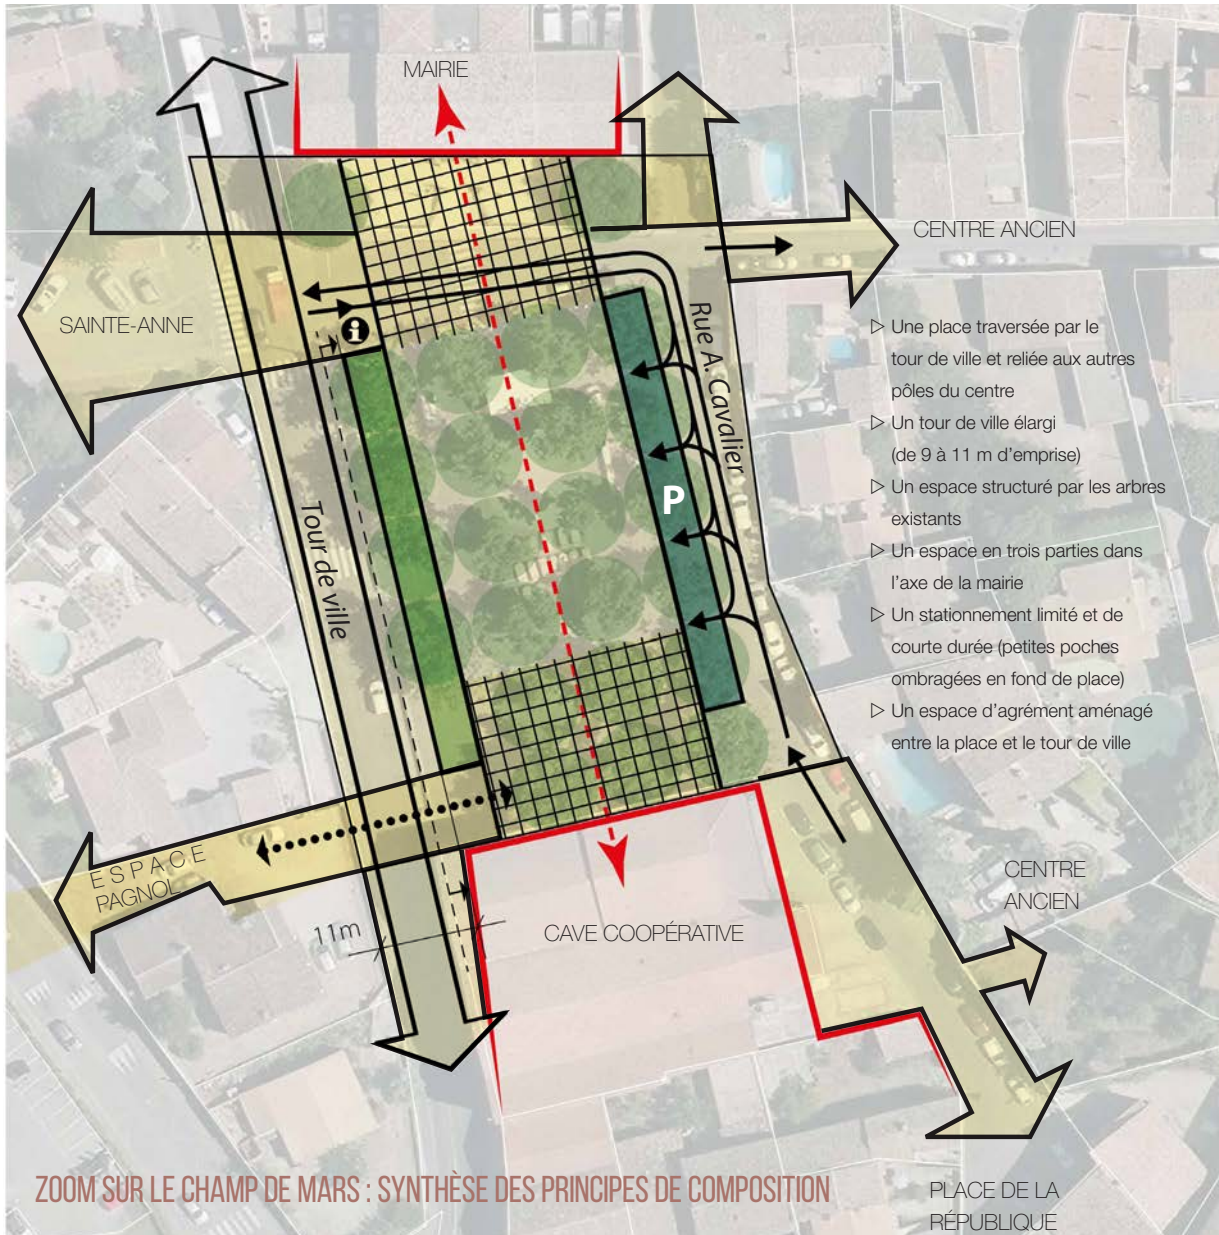 MAIRIE
CENTRE ANCIEN
SAINTE-ANNE
i
Rue A. Cavalier
Tour de ville
P
▷ Une place traversée par le
tour de ville et reliée aux autres
pôles du centre
▷ Un tour de ville élargi
(de 9 à 11 m d'emprise)
▷ Un espace structuré par les arbres
existants
▷ Un espace en trois parties dans
l'axe de la mairie
▷ Un stationnement limité et de
courte durée (petites poches
ombragées en fond de place)
▷ Un espace d'agrément aménagé
entre la place et le tour de ville
ESPACE
PAGNOL
11m
CAVE COOPÉRATIVE
CENTRE
ANCIEN
ZOOM SUR LE CHAMP DE MARS : SYNTHÈSE DES PRINCIPES DE COMPOSITION
PLACE DE LA
RÉPUBLIQUE